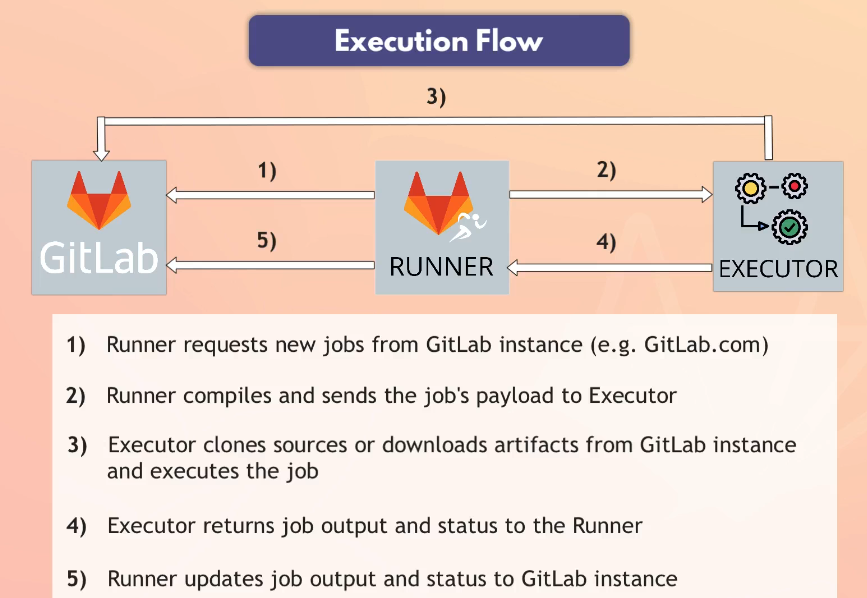 Execution Flow
3)
1)
2)
5)
4)
GitLab
RUNNER
EXECUTOR
1) Runner requests new jobs from GitLab instance (e.g. GitLab.com)
2) Runner compiles and sends the job's payload to Executor
3) Executor clones sources or downloads artifacts from GitLab instance
and executes the job
4) Executor returns job output and status to the Runner
5) Runner updates job output and status to GitLab instance